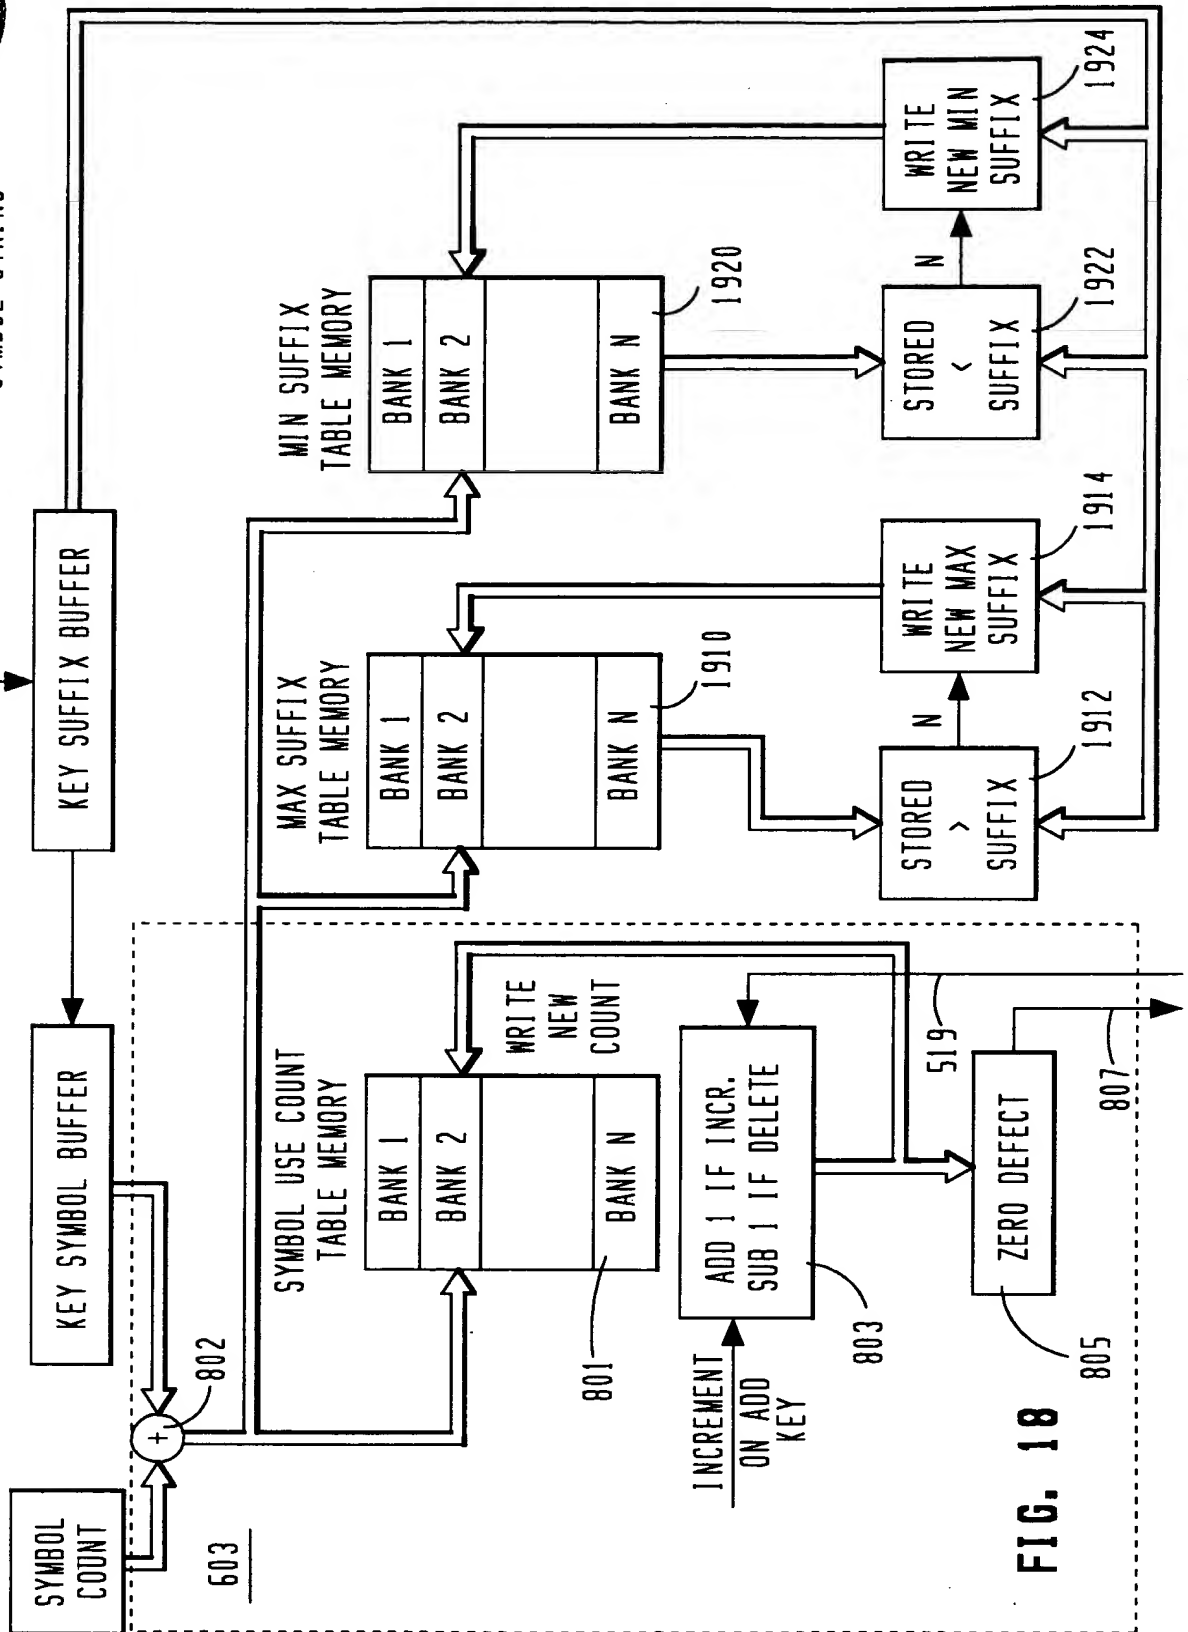 SYMBOL
COUNT
KEY SYMBOL BUFFER
KEY SUFFIX BUFFER
+
802
603
SYMBOL USE COUNT
TABLE MEMORY
BANK 1
BANK 2
BANK N
801
WRITE
NEW
COUNT
MAX SUFFIX
TABLE MEMORY
BANK 1
BANK 2
BANK N
1910
MIN SUFFIX
TABLE MEMORY
BANK 1
BANK 2
BANK N
1920
INCREMENT
ON ADD
KEY
ADD 1 IF INCR.
SUB 1 IF DELETE
803
519
STORED
>
SUFFIX
1912
N
WRITE
NEW MAX
SUFFIX
1914
STORED
<
SUFFIX
1922
N
WRITE
NEW MIN
SUFFIX
1924
ZERO DEFECT
805
807
FIG. 18